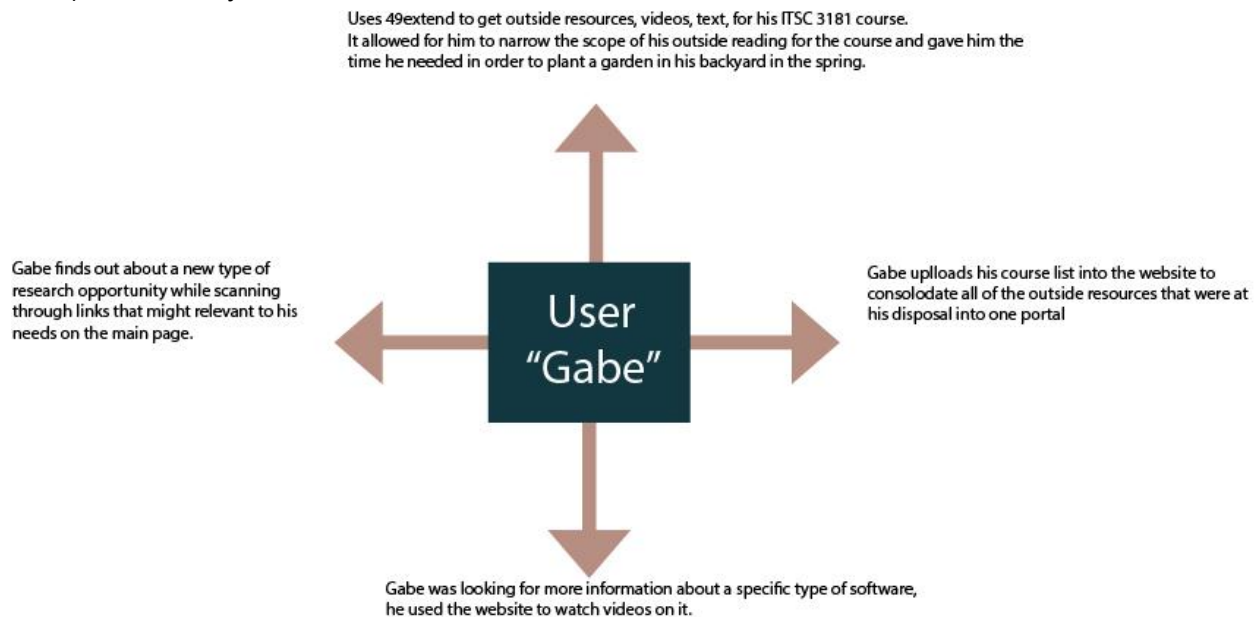 Uses 49extend to get outside resources, videos, text, for his ITSC 3181 course.
It allowed for him to narrow the scope of his outside reading for the course and gave him the
time he needed in order to plant a garden in his backyard in the spring.
Gabe finds out about a new type of
research opportunity while scanning
through links that might relevant to his
needs on the main page.
User
“Gabe”
Gabe uplloads his course list into the website to
consolodate all of the outside resources that were at
his disposal into one portal
Gabe was looking for more information about a specific type of software,
he used the website to watch videos on it.